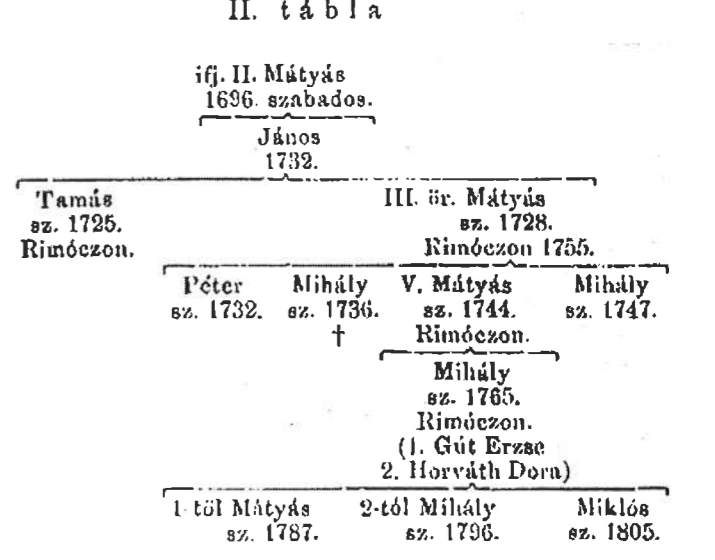 II. tábla
ifj. II. Mátyás
1696. szabados.
János
1732.
Tamás III. ör. Mátyás
sz. 1725. sz. 1728.
Rimóczon. Rimóczon 1755.
Péter Mihály V. Mátyás Mihály
sz. 1732. sz. 1736. sz. 1744. sz. 1747.
† Rimóczon.
Mihály
sz. 1765.
Rimóczon.
(1. Gút Erzse
2. Horváth Dora)
1-től Mátyás 2-tól Mihály Miklós
sz. 1787. sz. 1796. sz. 1805.